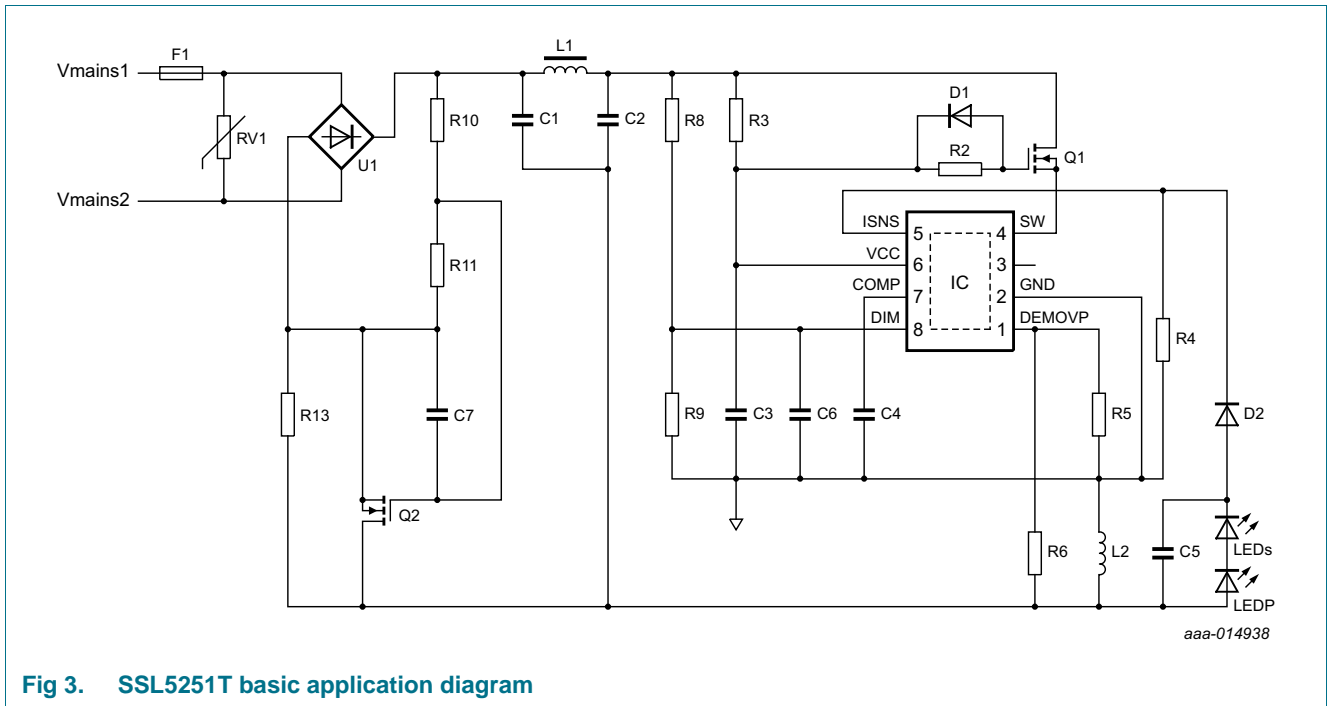 L1
F1
Vmains1
RV1
U1
Vmains2
R10
C1
C2
R8
R3
D1
R2
Q1
R11
ISNS
5
4
SW
VCC
6
3
COMP
7
IC
2
GND
DIM
8
1
DEMOVP
R4
R13
C7
R9
C3
C6
C4
R5
D2
Q2
R6
L2
C5
LEDs
LEDP
aaa-014938
Fig 3. SSL5251T basic application diagram